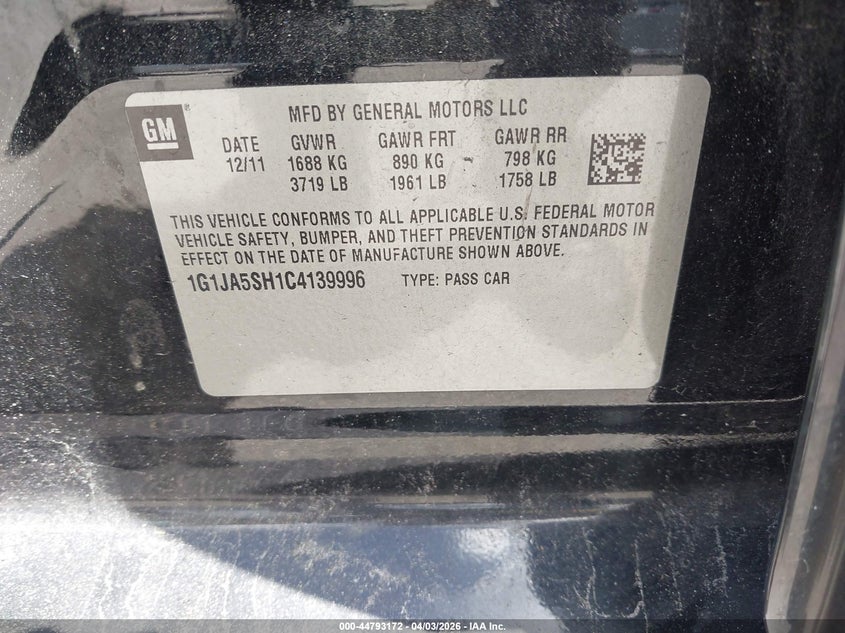 GM ®
MFD BY GENERAL MOTORS LLC
DATE GVWR GAWR FRT GAWR RR
12/11 1688 KG 890 KG 798 KG
3719 LB 1961 LB 1758 LB
THIS VEHICLE CONFORMS TO ALL APPLICABLE U.S. FEDERAL MOTOR
VEHICLE SAFETY, BUMPER, AND THEFT PREVENTION STANDARDS IN
EFFECT ON THE DATE OF MANUFACTURE SHOWN ABOVE.
1G1JA5SH1C4139996 TYPE: PASS CAR
000-44793172 - 04/03/2026 - IAA Inc.